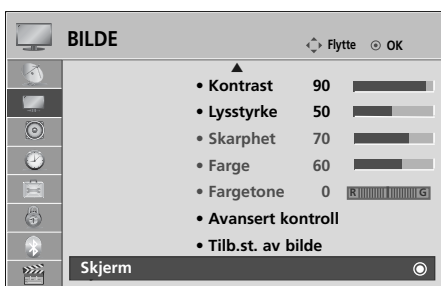 BILDE Flytte OK
• Kontrast 90
• Lysstyrke 50
• Skarphet 70
• Farge 60
• Fargetone 0 R G
• Avansert kontroll
• Tilb.st. av bilde
Skjerm